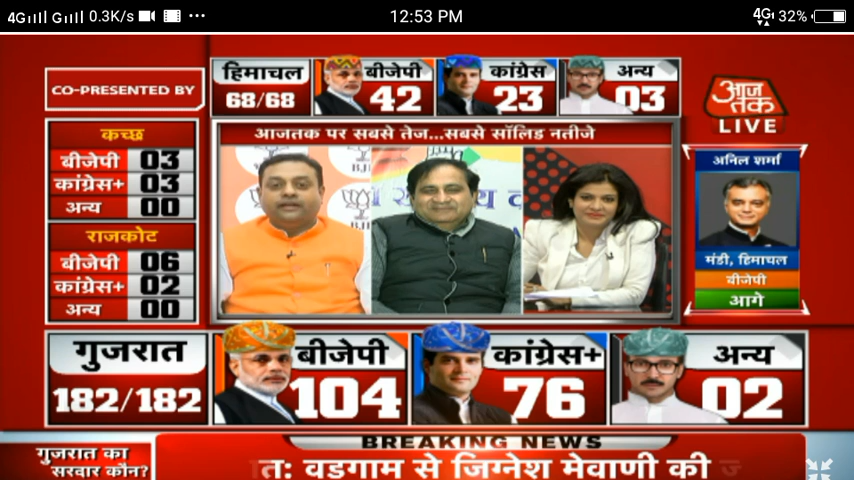 4G G 0.3K/s ... 12:53 PM 4G 32%
CO-PRESENTED BY
हिमाचल 68/68
बीजेपी 42
कांग्रेस 23
अन्य 03
आज तक
LIVE
कच्छ
बीजेपी 03
कांग्रेस+ 03
अन्य 00
राजकोट
बीजेपी 06
कांग्रेस+ 02
अन्य 00
आजतक पर सबसे तेज...सबसे सॉलिड नतीजे
अनिल शर्मा
मंडी, हिमाचल
बीजेपी
आगे
गुजरात 182/182
बीजेपी 104
कांग्रेस+ 76
अन्य 02
BREAKING NEWS
गुजरात का
सरदार कौन?
त: वडगाम से जिग्नेश मेवाणी की